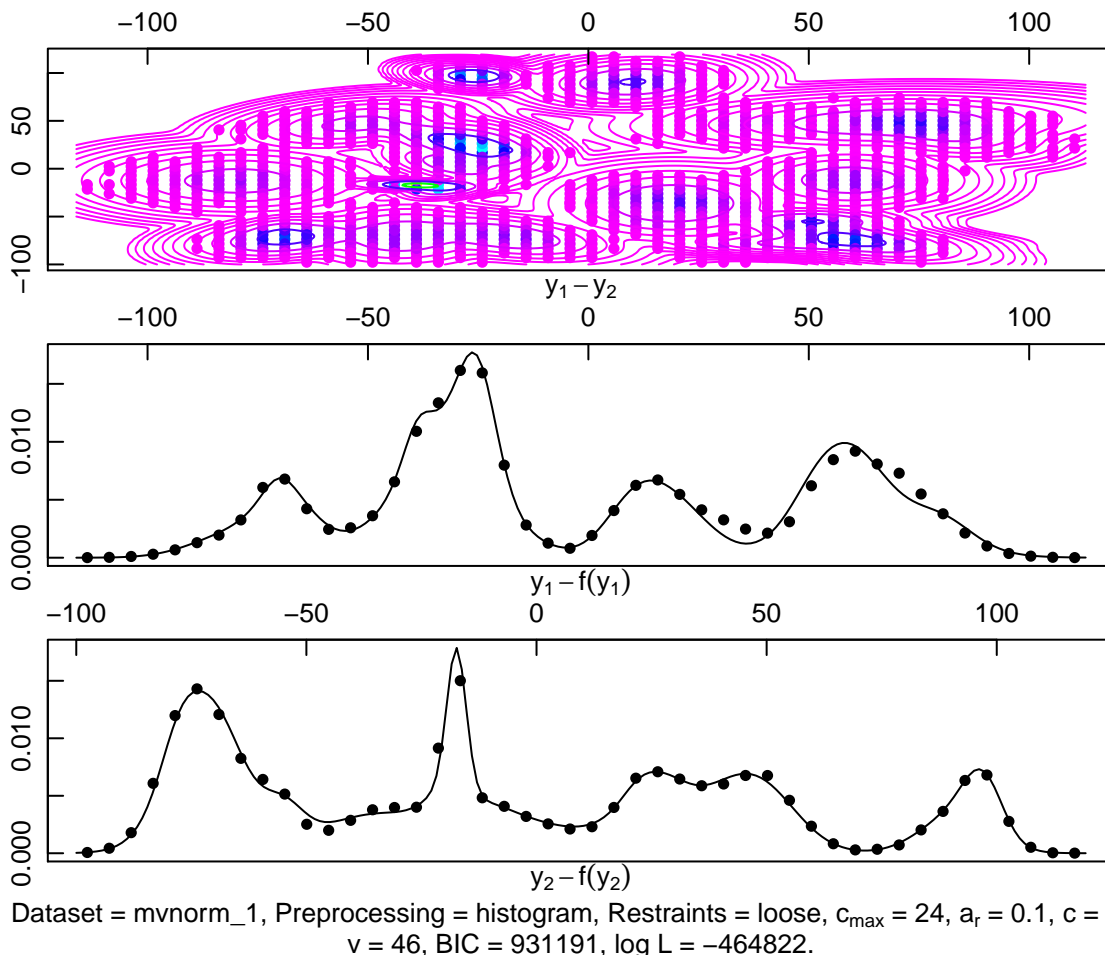 −100 −50 0 50 100
50
0
−100
y₁ − y₂
−100 −50 0 50 100
0.010
0.000
y₁ − f(y₁)
−100 −50 0 50 100
0.010
0.000
y₂ − f(y₂)
Dataset = mvnorm_1, Preprocessing = histogram, Restraints = loose, cmax = 24, ar = 0.1, c =
v = 46, BIC = 931191, log L = −464822.